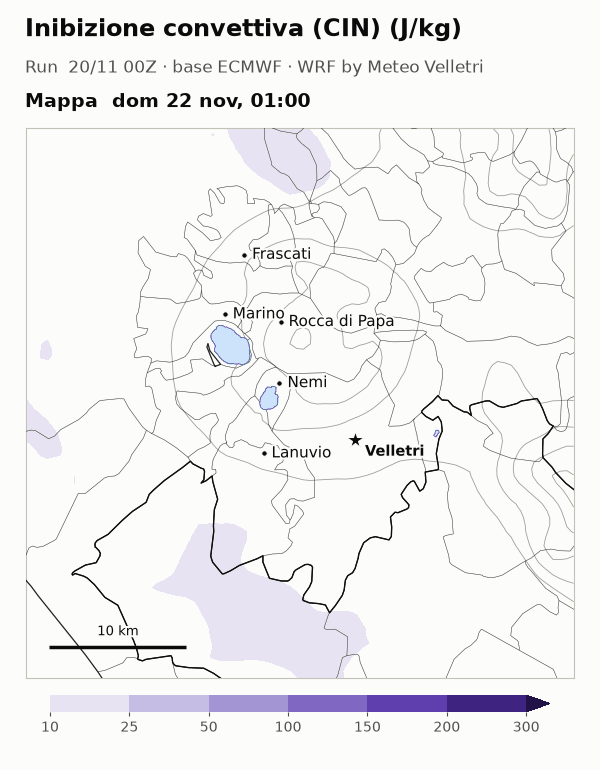 Inibizione convettiva (CIN) (J/kg)
Run  20/11 00Z · base ECMWF · WRF by Meteo Velletri
Mappa  dom 22 nov, 01:00
Frascati
Marino
Rocca di Papa
Nemi
Velletri
Lanuvio
10 km
10 25 50 100 150 200 300